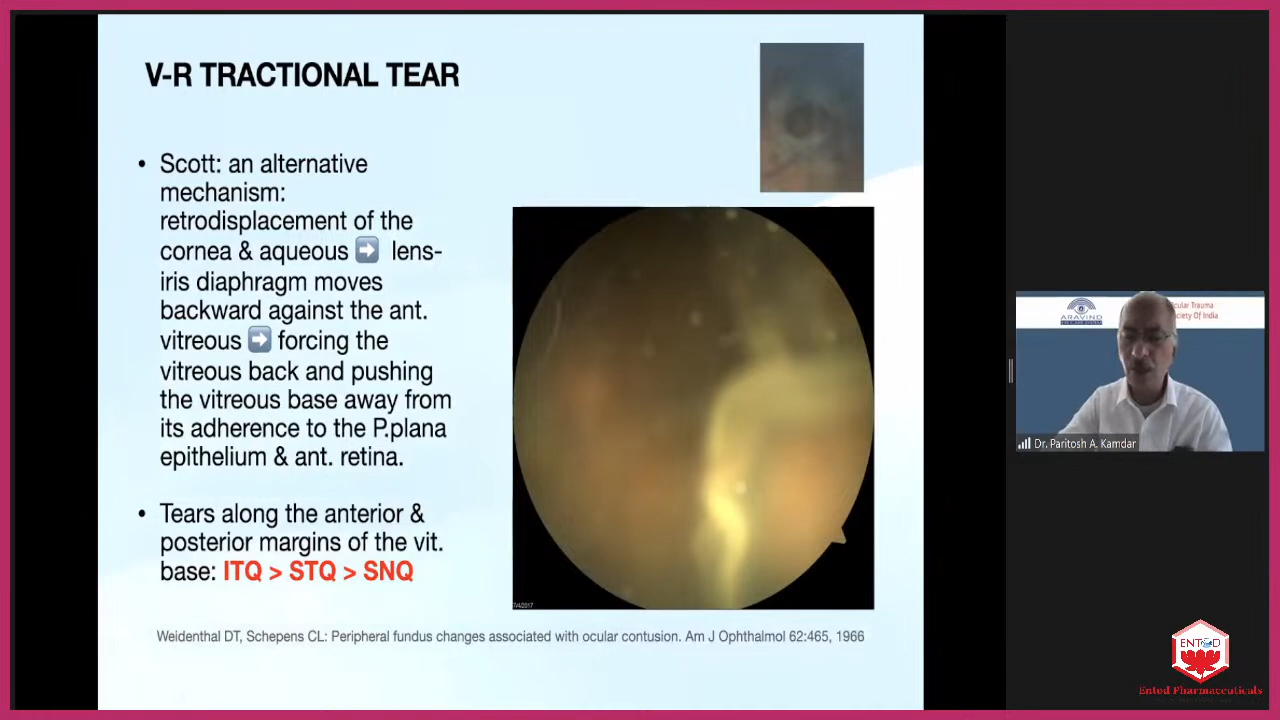 V-R TRACTIONAL TEAR
• Scott: an alternative
mechanism:
retrodisplacement of the
cornea & aqueous ➡ lens-
iris diaphragm moves
backward against the ant.
vitreous ➡ forcing the
vitreous back and pushing
the vitreous base away from
its adherence to the P.plana
epithelium & ant. retina.
• Tears along the anterior &
posterior margins of the vit.
base: ITQ > STQ > SNQ
Weidenthal DT, Schepens CL: Peripheral fundus changes associated with ocular contusion. Am J Ophthalmol 62:465, 1966
ARAVIND
cular Trauma
ociety Of India
Dr. Paritosh A. Kamdar
ENTOD
Entod Pharmaceuticals